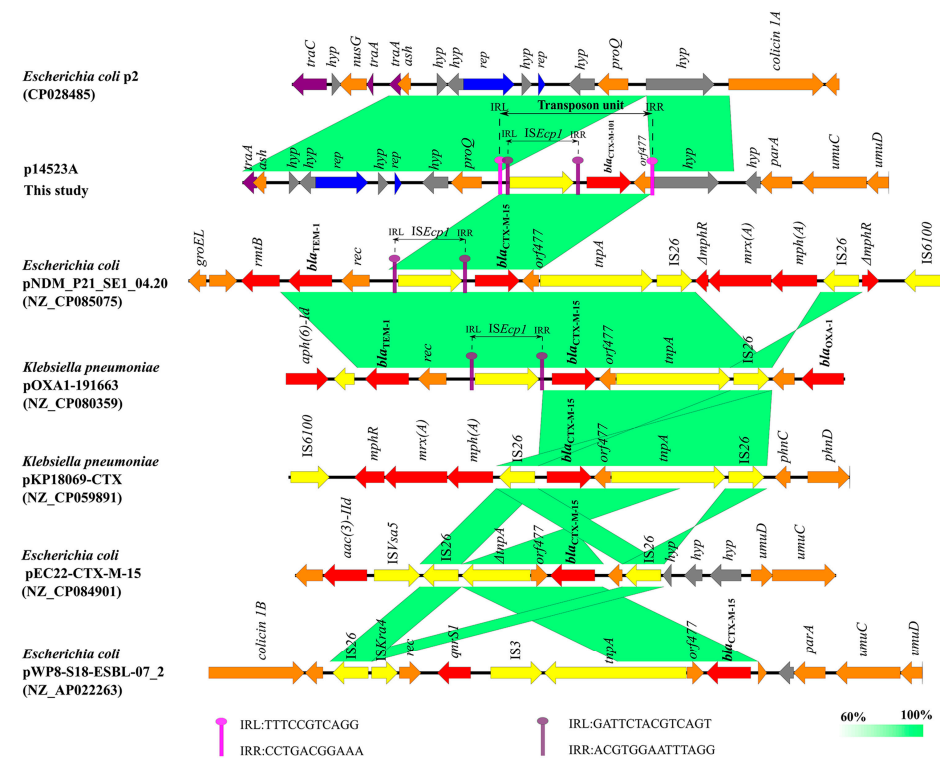 traC hyp nusG traA traA ash hyp hyp rep hyp rep hyp proQ hyp colicin 1A
Escherichia coli p2
(CP028485)
IRL Transposon unit IRR
IRL ISEcp1 IRR
traA ash hyp hyp rep hyp rep hyp proQ blaCTX-M-101 orf477 hyp hyp parA umuC umuD
p14523A
This study
IRL ISEcp1 IRR
groEL rmtB blaTEM-1 rec blaCTX-M-15 orf477 tnpA IS26 ΔmphR mrx(A) mph(A) IS26 ΔmphR IS6100
Escherichia coli
pNDM_P21_SE1_04.20
(NZ_CP085075)
IRL ISEcp1 IRR
aph(6)-Id blaTEM-1 rec blaCTX-M-15 orf477 tnpA IS26 blaOXA-1
Klebsiella pneumoniae
pOXA1-191663
(NZ_CP080359)
IS6100 mphR mrx(A) mph(A) IS26 blaCTX-M-15 orf477 tnpA IS26 phnC phnD
Klebsiella pneumoniae
pKP18069-CTX
(NZ_CP059891)
aac(3)-IId ISVsa5 IS26 ΔtnpA orf477 blaCTX-M-15 IS26 hyp hyp hyp umuD umuC
Escherichia coli
pEC22-CTX-M-15
(NZ_CP084901)
colicin 1B IS26 ISKra4 rec qnrS1 IS3 tnpA orf477 blaCTX-M-15 parA umuC umuD
Escherichia coli
pWP8-S18-ESBL-07_2
(NZ_AP022263)
60% 100%
IRL:TTTCCGTCAGG
IRR:CCTGACGGAAA
IRL:GATTCTACGTCAGT
IRR:ACGTGGAATTTAGG